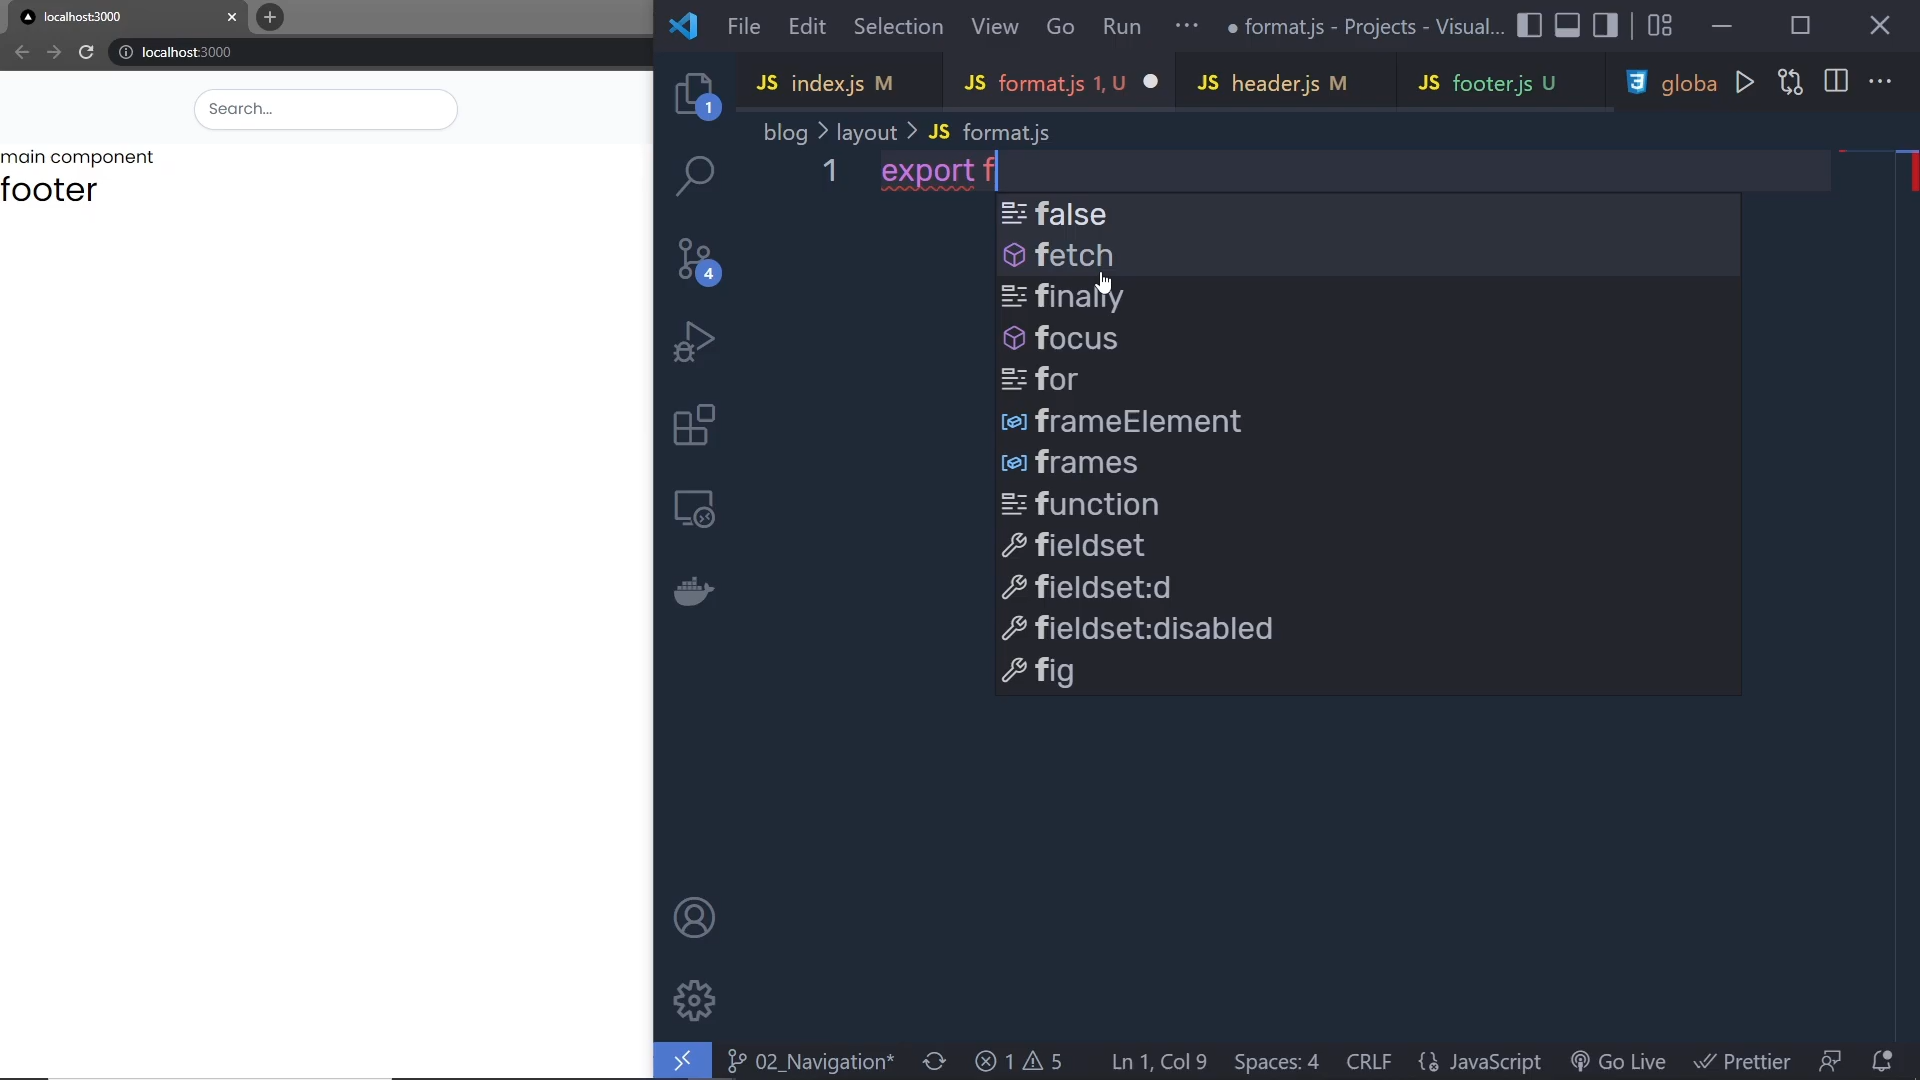 localhost:3000
localhost:3000
Search...
main component
footer
File Edit Selection View Go Run ··· ● format.js - Projects - Visual...
JS index.js M JS format.js 1, U ● JS header.js M JS footer.js U globa
blog > layout > JS format.js
1 export f
false
fetch
finally
focus
for
frameElement
frames
function
fieldset
fieldset:d
fieldset:disabled
fig
1
4
02_Navigation* 1 5 Ln 1, Col 9 Spaces: 4 CRLF JavaScript Go Live Prettier